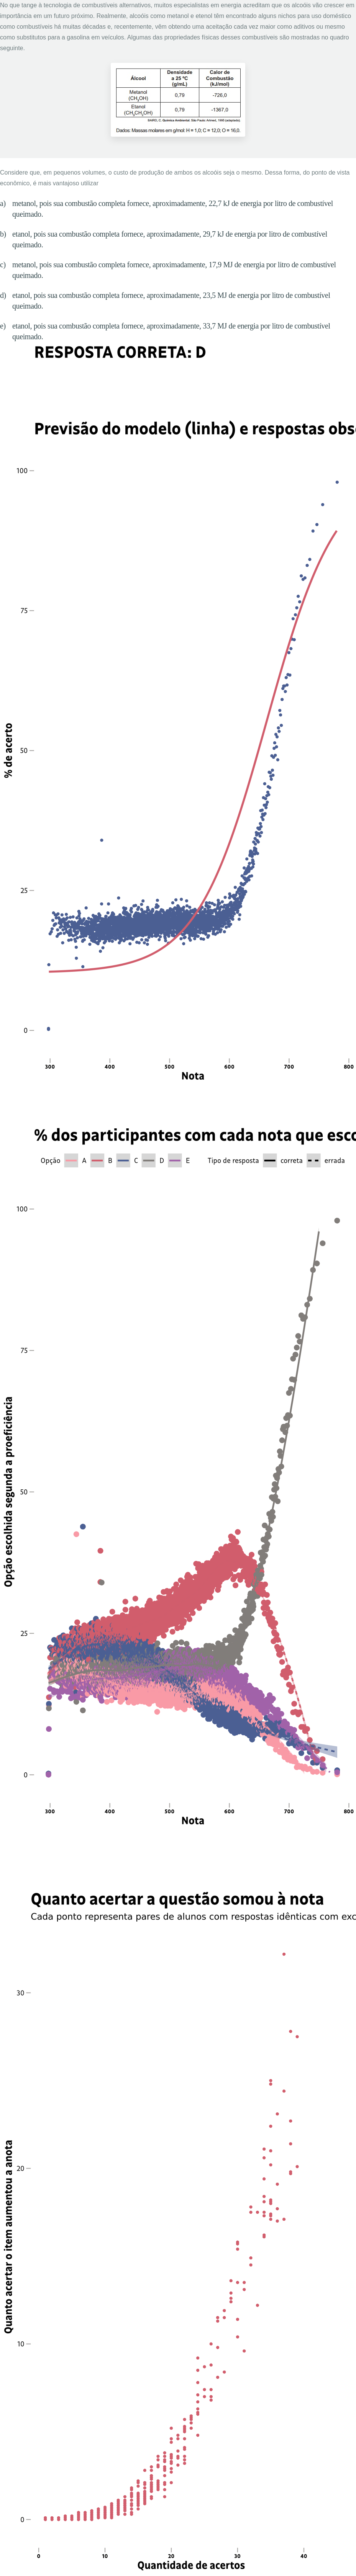 No que tange à tecnologia de combustíveis alternativos, muitos especialistas em energia acreditam que os alcoóis vão crescer em
importância em um futuro próximo. Realmente, alcoóis como metanol e etanol têm encontrado alguns nichos para uso doméstico
como combustíveis há muitas décadas e, recentemente, vêm obtendo uma aceitação cada vez maior como aditivos ou mesmo
como substitutos para a gasolina em veículos. Algumas das propriedades físicas desses combustíveis são mostradas no quadro
seguinte.
Álcool Densidade a 25 ºC (g/mL) Calor de Combustão (kJ/mol)
Metanol (CH3OH) 0,79 -726,0
Etanol (CH3CH2OH) 0,79 -1367,0
BAIRD, C. Química Ambiental. São Paulo: Artmed, 1995 (adaptado).
Dados: Massas molares em g/mol: H = 1,0; C = 12,0; O = 16,0.
Considere que, em pequenos volumes, o custo de produção de ambos os alcoóis seja o mesmo. Dessa forma, do ponto de vista
econômico, é mais vantajoso utilizar
a) metanol, pois sua combustão completa fornece, aproximadamente, 22,7 kJ de energia por litro de combustível
queimado.
b) etanol, pois sua combustão completa fornece, aproximadamente, 29,7 kJ de energia por litro de combustível
queimado.
c) metanol, pois sua combustão completa fornece, aproximadamente, 17,9 MJ de energia por litro de combustível
queimado.
d) etanol, pois sua combustão completa fornece, aproximadamente, 23,5 MJ de energia por litro de combustível
queimado.
e) etanol, pois sua combustão completa fornece, aproximadamente, 33,7 MJ de energia por litro de combustível
queimado.
RESPOSTA CORRETA: D
Previsão do modelo (linha) e respostas obs
100
75
50
25
0
% de acerto
300 400 500 600 700 800
Nota
% dos participantes com cada nota que esco
Opção A B C D E Tipo de resposta correta errada
100
75
50
25
0
Opção escolhida segunda a proeficiência
300 400 500 600 700 800
Nota
Quanto acertar a questão somou à nota
Cada ponto representa pares de alunos com respostas idênticas com exc
30
20
10
0
Quanto acertar o item aumentou a anota
0 10 20 30 40
Quantidade de acertos